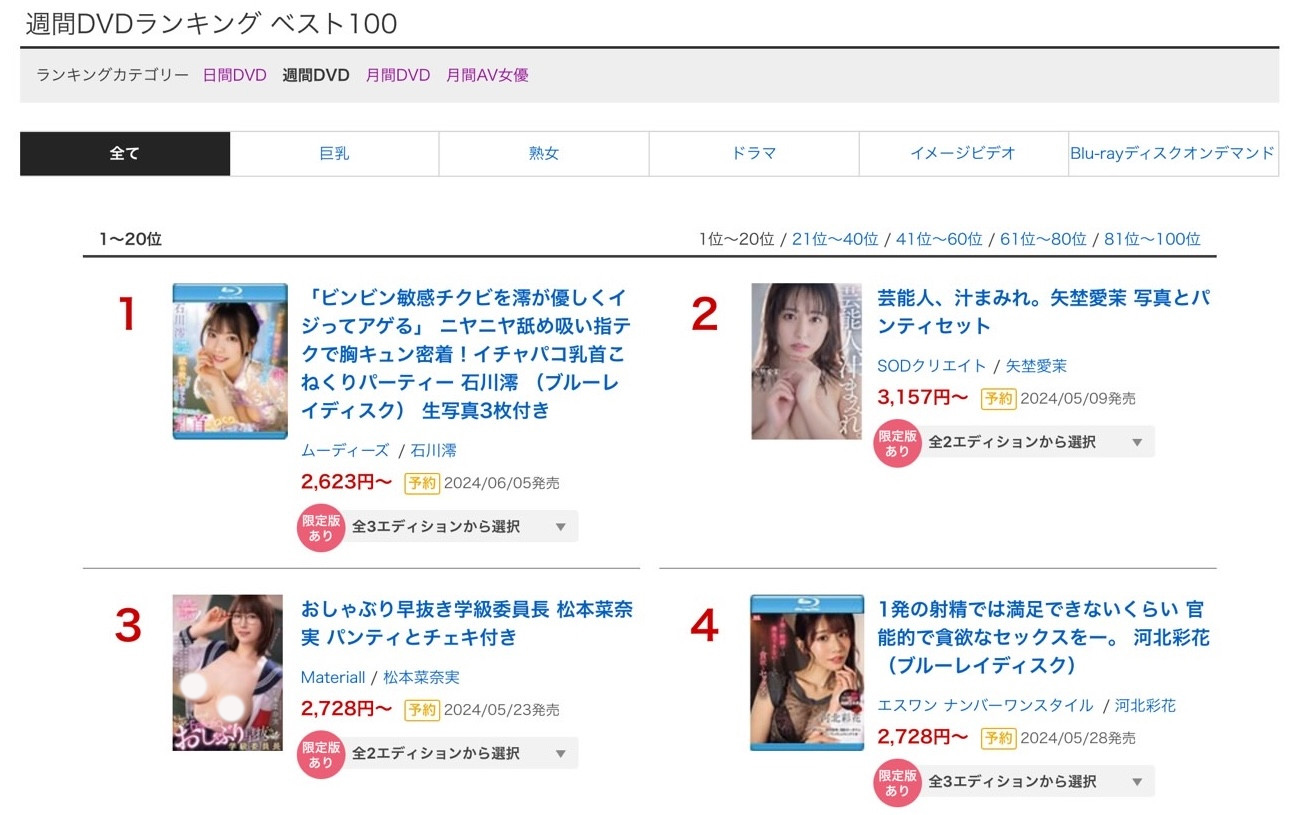 週間DVDランキング ベスト100
ランキングカテゴリー 日間DVD 週間DVD 月間DVD 月間AV女優
全て 巨乳 熟女 ドラマ イメージビデオ Blu-rayディスクオンデマンド
1〜20位
1位〜20位 / 21位〜40位 / 41位〜60位 / 61位〜80位 / 81位〜100位
1
「ビンビン敏感チクビを澪が優しくイ
ジってアゲる」 ニヤニヤ舐め吸い指テ
クで胸キュン密着！イチャパコ乳首こ
ねくりパーティー 石川澪 （ブルーレ
イディスク） 生写真3枚付き
ムーディーズ / 石川澪
2,623円〜 予約 2024/06/05発売
限定版
あり
全3エディションから選択 ▼
2
芸能人、汁まみれ。
芸能人、汁まみれ。矢埜愛茉 写真とパ
ンティセット
SODクリエイト / 矢埜愛茉
3,157円〜 予約 2024/05/09発売
限定版
あり
全2エディションから選択 ▼
3
おしゃぶり
学級委員長
おしゃぶり早抜き学級委員長 松本菜奈
実 パンティとチェキ付き
Materiall / 松本菜奈実
2,728円〜 予約 2024/05/23発売
限定版
あり
全2エディションから選択 ▼
4
河北彩花
1発の射精では満足できないくらい 官
能的で貪欲なセックスをー。 河北彩花
（ブルーレイディスク）
エスワン ナンバーワンスタイル / 河北彩花
2,728円〜 予約 2024/05/28発売
限定版
あり
全3エディションから選択 ▼